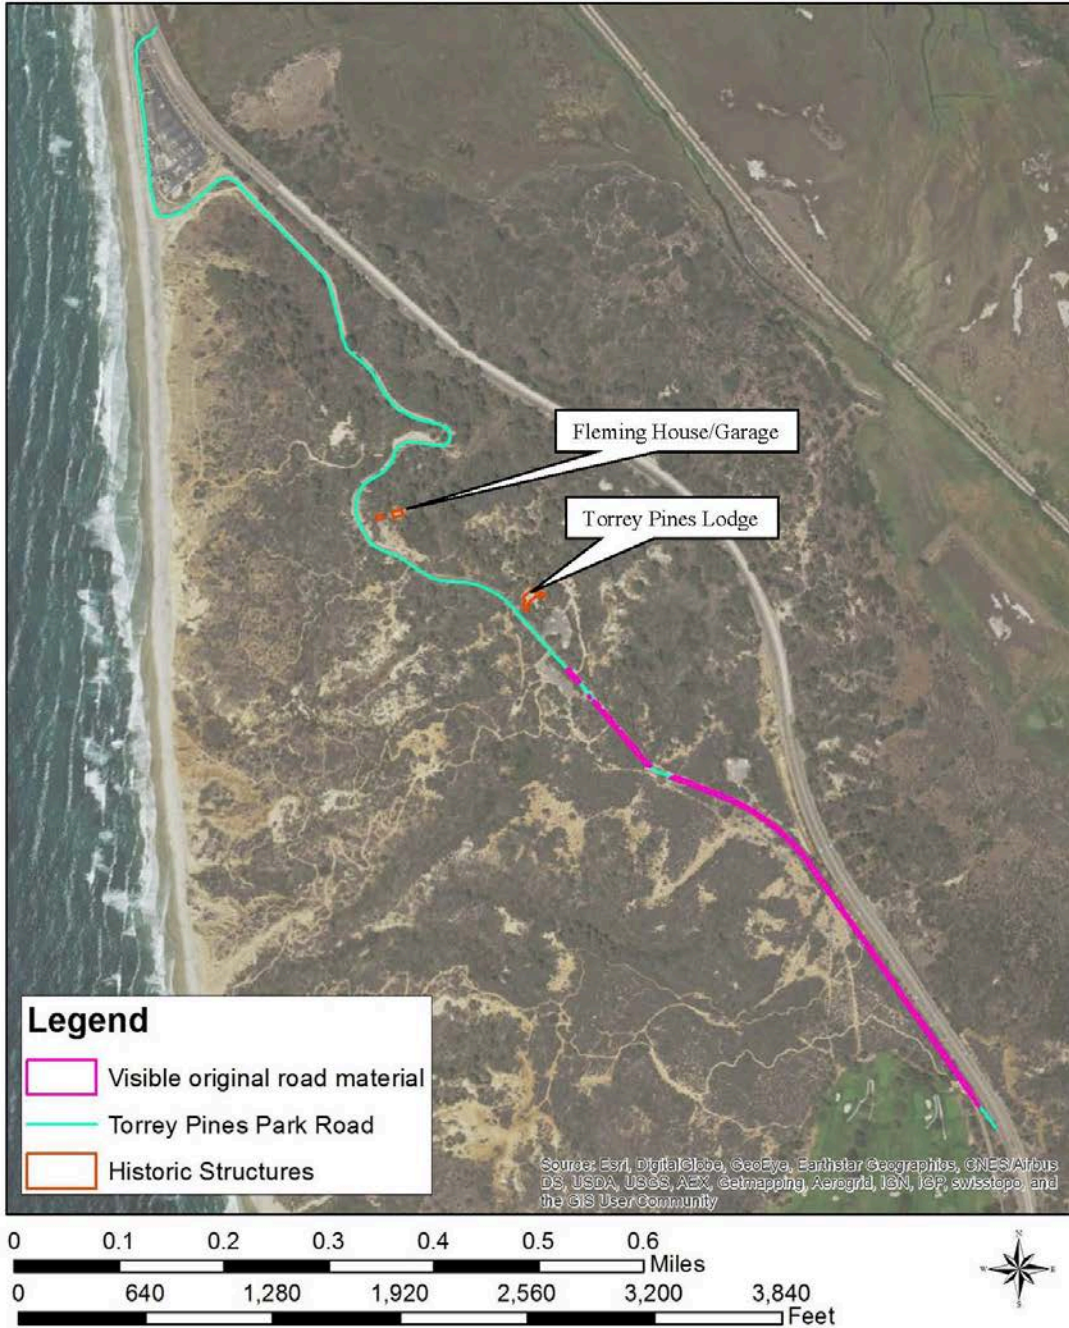 Fleming House/Garage
Torrey Pines Lodge
Legend
Visible original road material
Torrey Pines Park Road
Historic Structures
Source: Esri, DigitalGlobe, GeoEye, Earthstar Geographics, CNES/Airbus
DS, USDA, USGS, AEX, Getmapping, Aerogrid, IGN, IGP, swisstopo, and
the GIS User Community
0 0.1 0.2 0.3 0.4 0.5 0.6
Miles
0 640 1,280 1,920 2,560 3,200 3,840
Feet
N
W E
S